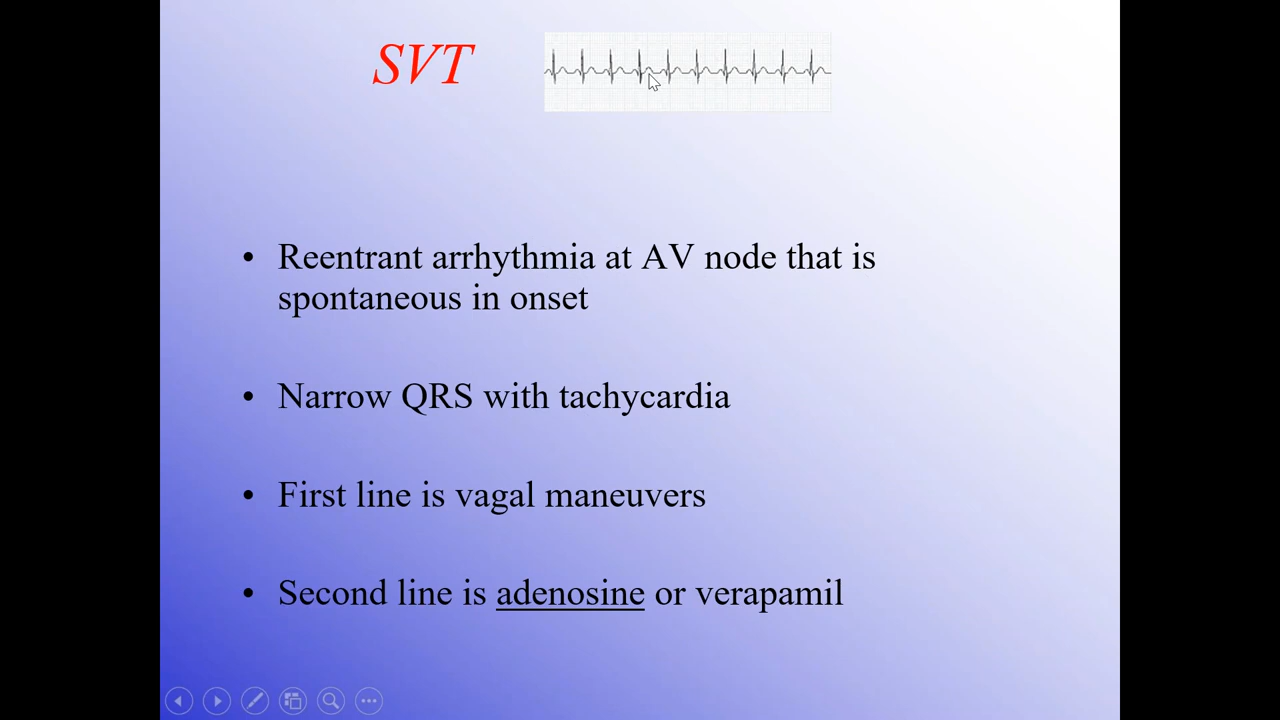 SVT
• Reentrant arrhythmia at AV node that is
spontaneous in onset
• Narrow QRS with tachycardia
• First line is vagal maneuvers
• Second line is adenosine or verapamil